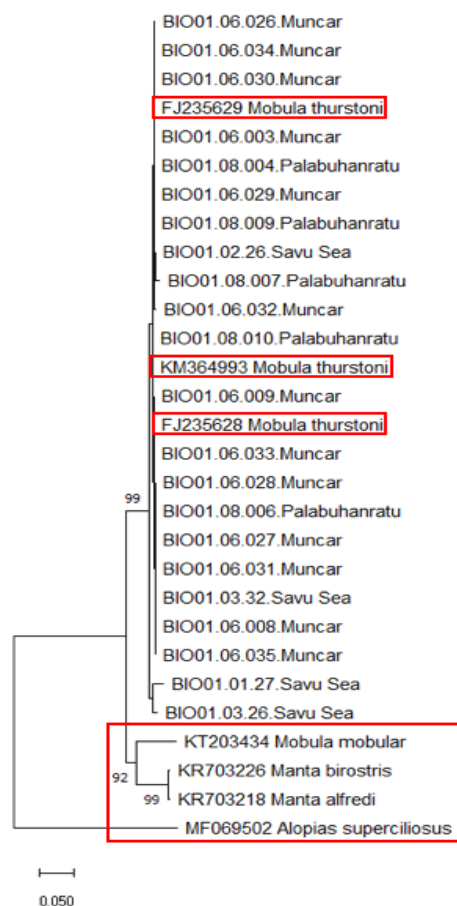 BIO01.06.026.Muncar
BIO01.06.034.Muncar
BIO01.06.030.Muncar
FJ235629 Mobula thurstoni
BIO01.06.003.Muncar
BIO01.08.004.Palabuhanratu
BIO01.06.029.Muncar
BIO01.08.009.Palabuhanratu
BIO01.02.26.Savu Sea
BIO01.08.007.Palabuhanratu
BIO01.06.032.Muncar
BIO01.08.010.Palabuhanratu
KM364993 Mobula thurstoni
BIO01.06.009.Muncar
FJ235628 Mobula thurstoni
BIO01.06.033.Muncar
BIO01.06.028.Muncar
99
BIO01.08.006.Palabuhanratu
BIO01.06.027.Muncar
BIO01.06.031.Muncar
BIO01.03.32.Savu Sea
BIO01.06.008.Muncar
BIO01.06.035.Muncar
BIO01.01.27.Savu Sea
BIO01.03.26.Savu Sea
KT203434 Mobula mobular
92
KR703226 Manta birostris
99
KR703218 Manta alfredi
MF069502 Alopias superciliosus
0.050